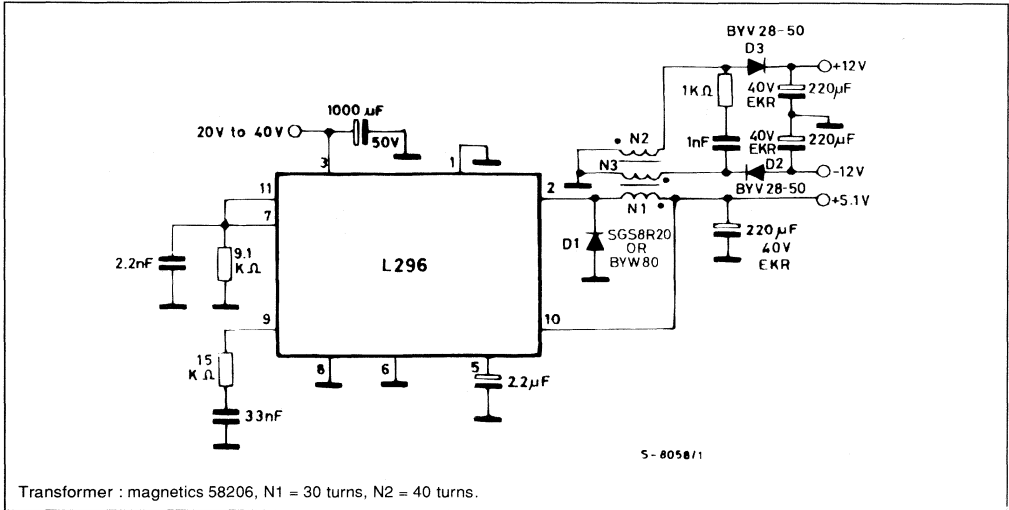 BYV 28-50
D3
+12V
1000 µF
1KΩ
40V
EKR
220µF
20V to 40V
50V
N2
1nF
40V
EKR
220µF
3
1
N3
D2
-12V
BYV 28-50
11
2
+5.1V
7
N1
D1
SGS8R20
OR
BYW80
220µF
40V
EKR
2.2nF
9.1
KΩ
L296
9
10
15
KΩ
8
6
5
2.2µF
33nF
S-8058/1
Transformer : magnetics 58206, N1 = 30 turns, N2 = 40 turns.